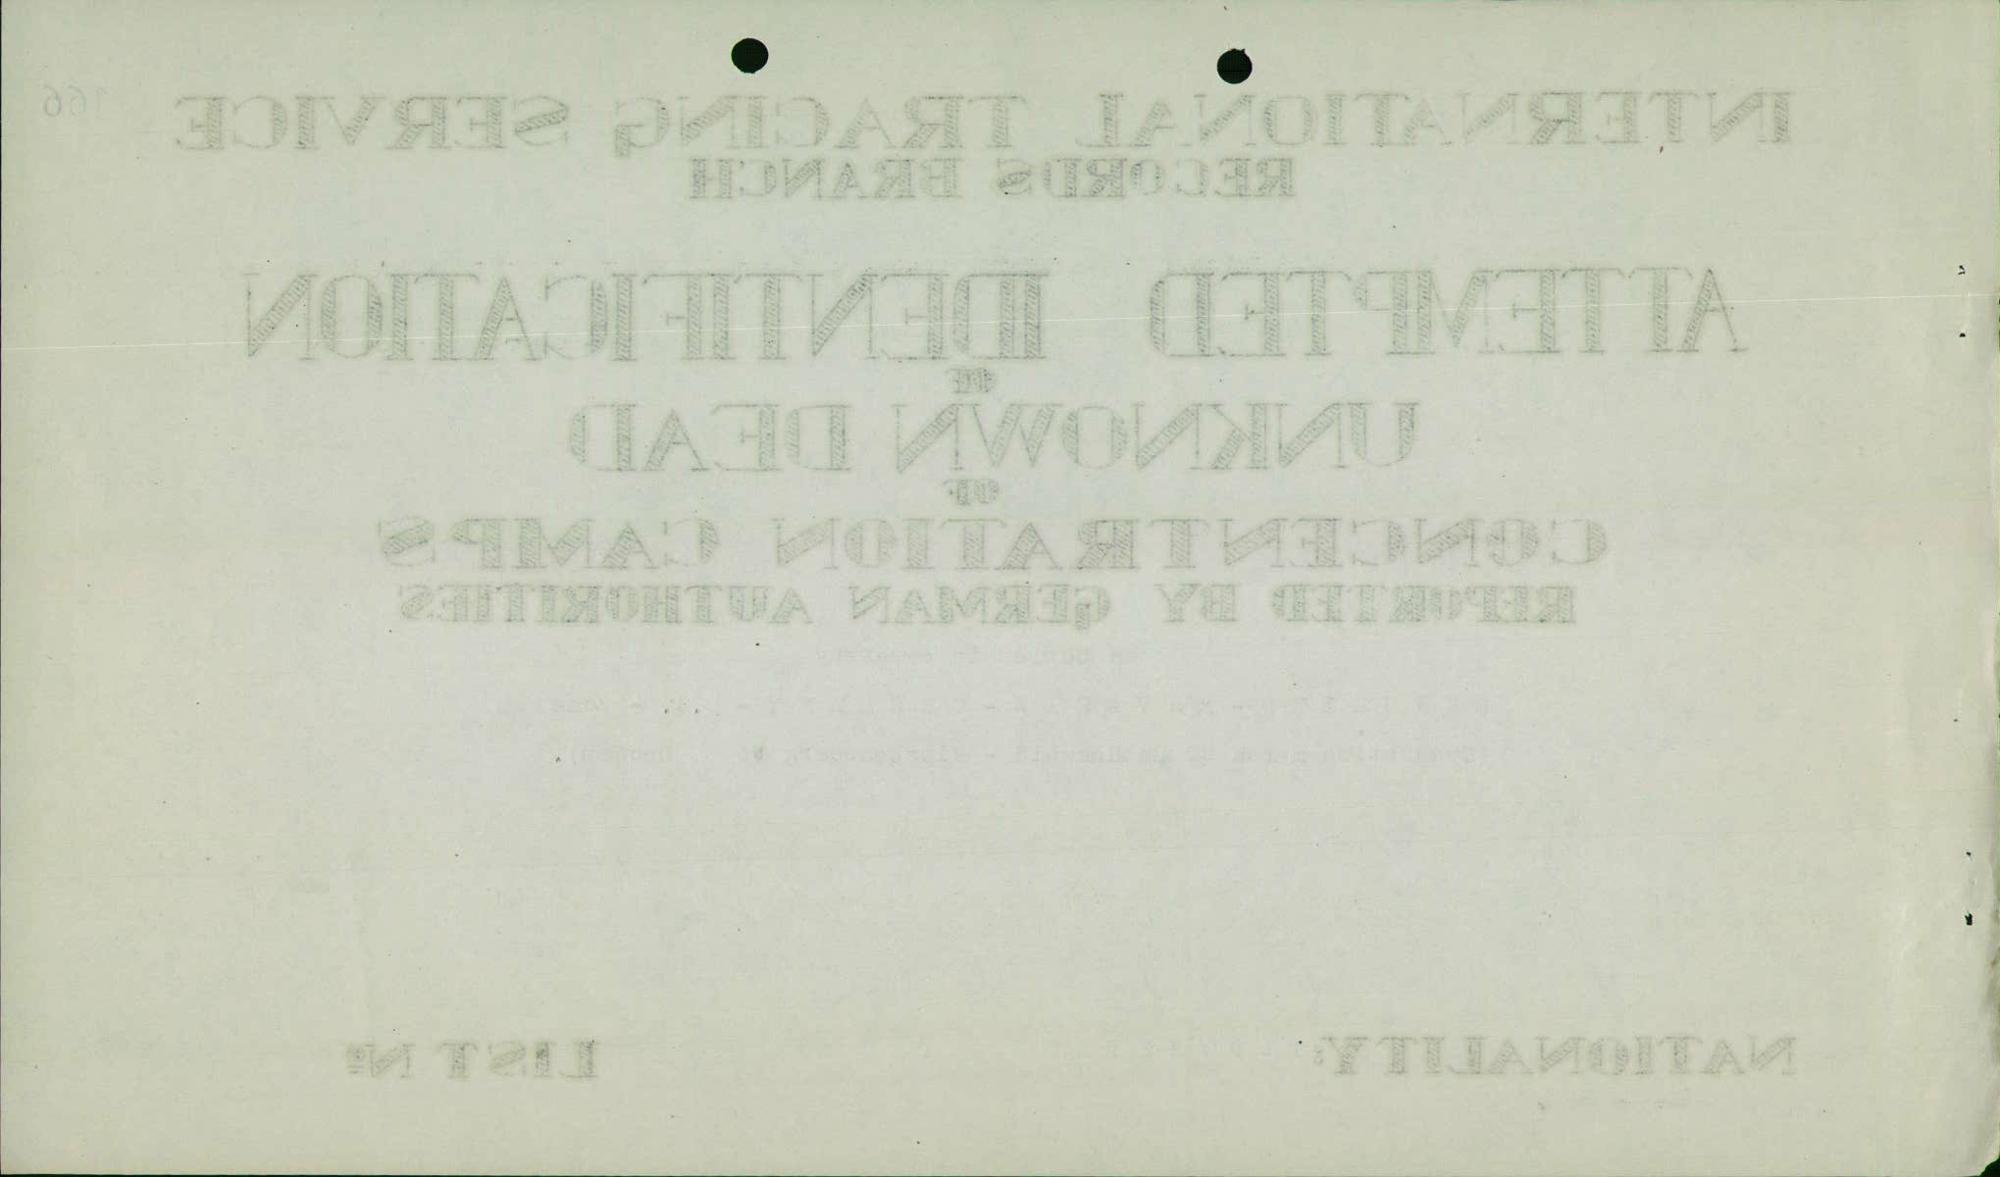 166
INTERNATIONAL TRACING SERVICE
RECORDS BRANCH
ATTEMPTED IDENTIFICATION
OF
UNKNOWN DEAD
OF
CONCENTRATION CAMPS
REPORTED BY GERMAN AUTHORITIES
NATIONALITY: LIST Nº